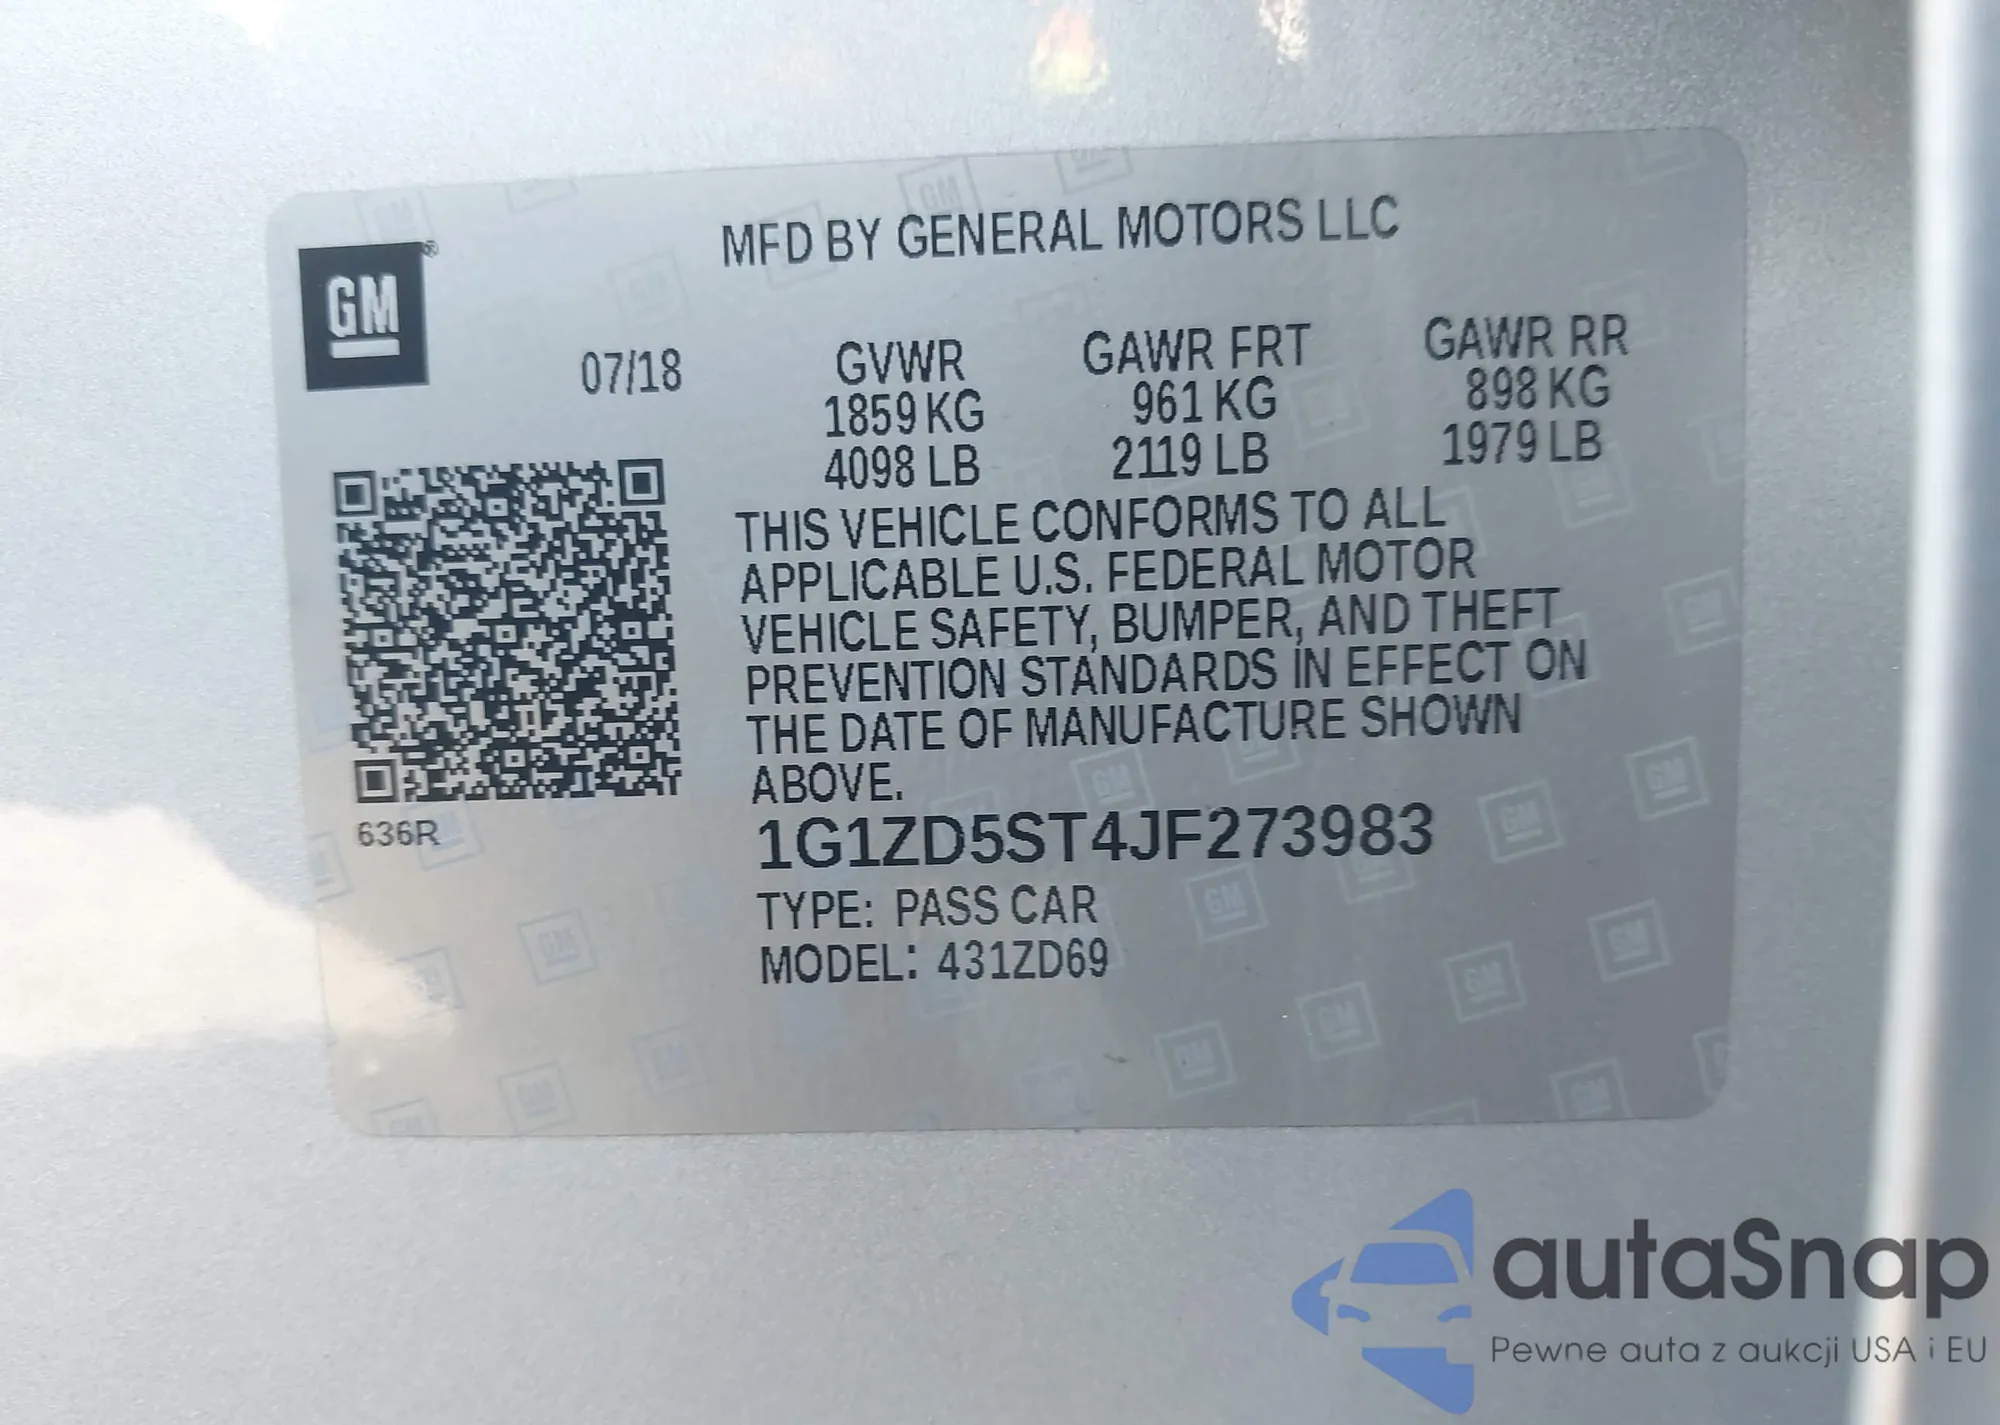 MFD BY GENERAL MOTORS LLC
GM®
07/18
GVWR
1859 KG
4098 LB
GAWR FRT
961 KG
2119 LB
GAWR RR
898 KG
1979 LB
THIS VEHICLE CONFORMS TO ALL
APPLICABLE U.S. FEDERAL MOTOR
VEHICLE SAFETY, BUMPER, AND THEFT
PREVENTION STANDARDS IN EFFECT ON
THE DATE OF MANUFACTURE SHOWN
ABOVE.
636R
1G1ZD5ST4JF273983
TYPE: PASS CAR
MODEL: 431ZD69
autaSnap
Pewne auta z aukcji USA i EU